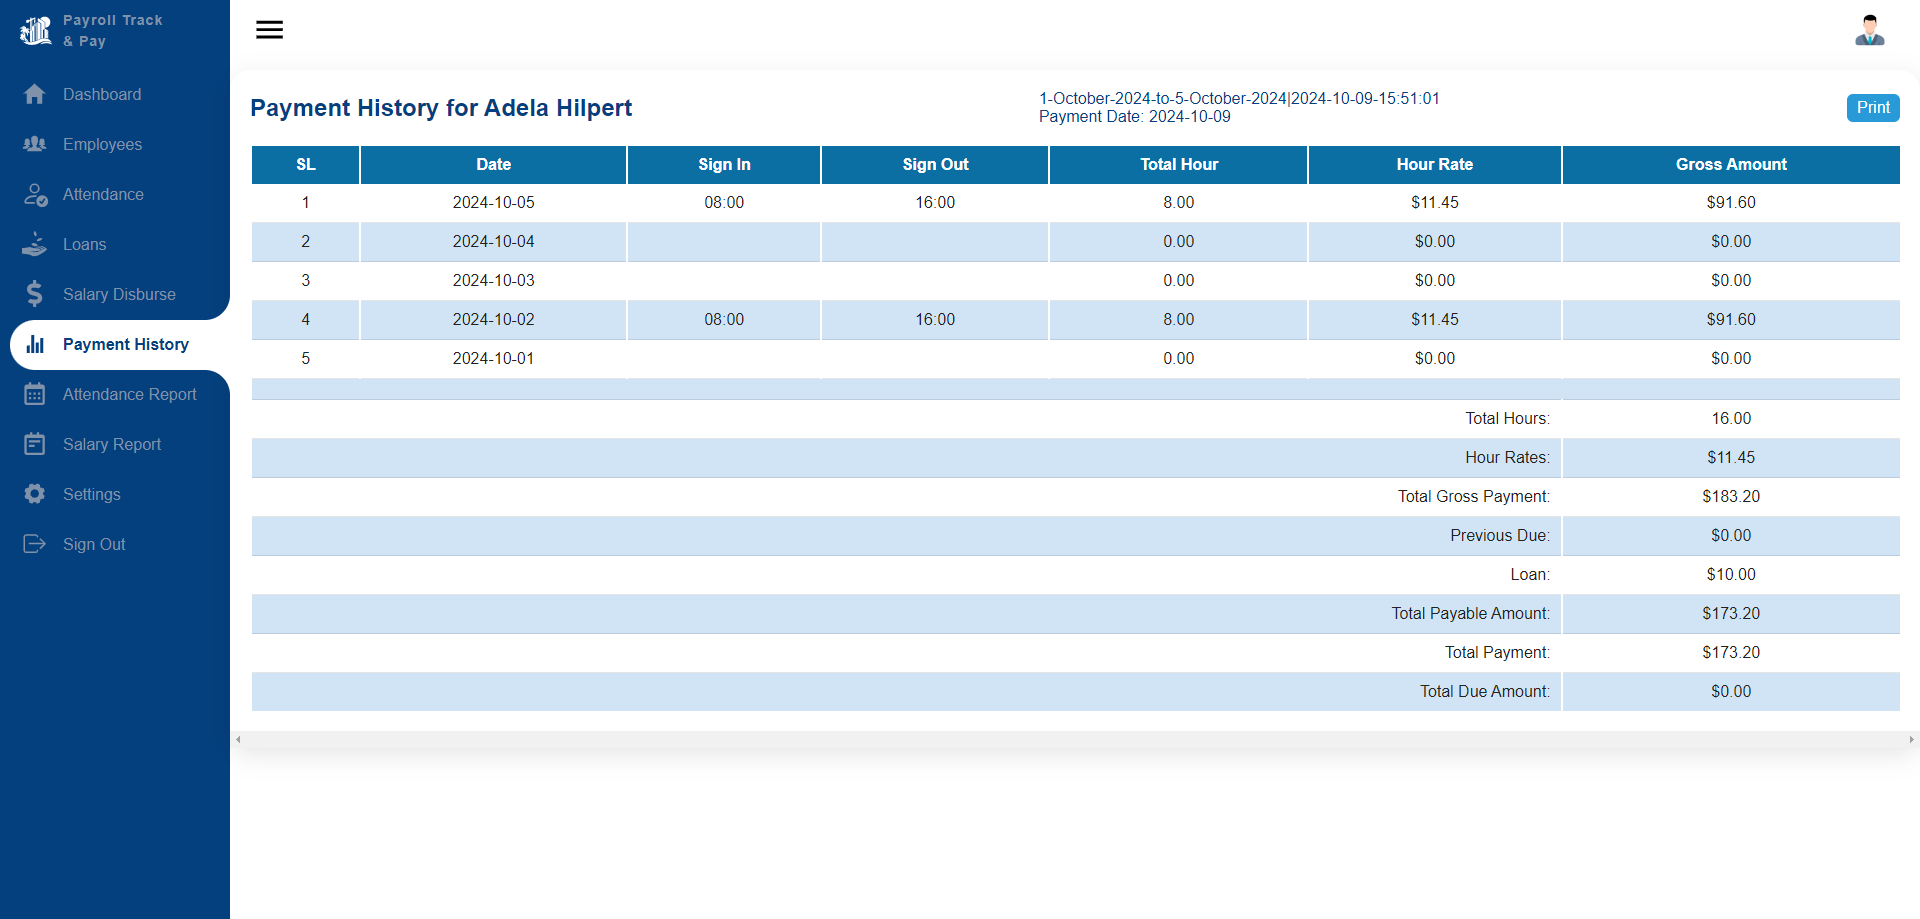 Payroll Track
& Pay
Dashboard
Employees
Attendance
Loans
Salary Disburse
Payment History
Attendance Report
Salary Report
Settings
Sign Out
Payment History for Adela Hilpert
1-October-2024-to-5-October-2024|2024-10-09-15:51:01
Payment Date: 2024-10-09
Print
SL Date Sign In Sign Out Total Hour Hour Rate Gross Amount
1 2024-10-05 08:00 16:00 8.00 $11.45 $91.60
2 2024-10-04 0.00 $0.00 $0.00
3 2024-10-03 0.00 $0.00 $0.00
4 2024-10-02 08:00 16:00 8.00 $11.45 $91.60
5 2024-10-01 0.00 $0.00 $0.00
Total Hours: 16.00
Hour Rates: $11.45
Total Gross Payment: $183.20
Previous Due: $0.00
Loan: $10.00
Total Payable Amount: $173.20
Total Payment: $173.20
Total Due Amount: $0.00